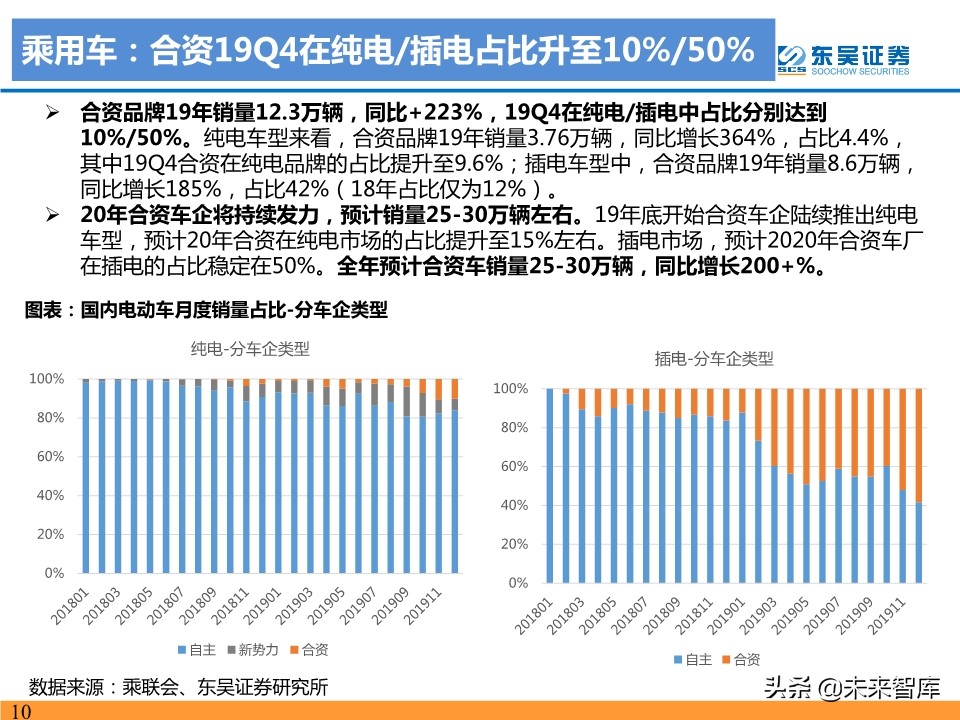 乘用车：合资19Q4在纯电/插电占比升至10%/50%
SCS
东吴证券
SOOCHOW SECURITIES
➢ 合资品牌19年销量12.3万辆，同比+223%，19Q4在纯电/插电中占比分别达到
10%/50%。纯电车型来看，合资品牌19年销量3.76万辆，同比增长364%，占比4.4%，
其中19Q4合资在纯电品牌的占比提升至9.6%；插电车型中，合资品牌19年销量8.6万辆，
同比增长185%，占比42%（18年占比仅为12%）。
➢ 20年合资车企将持续发力，预计销量25-30万辆左右。19年底开始合资车企陆续推出纯电
车型，预计20年合资在纯电市场的占比提升至15%左右。插电市场，预计2020年合资车厂
在插电的占比稳定在50%。全年预计合资车销量25-30万辆，同比增长200+%。
图表：国内电动车月度销量占比-分车企类型
纯电-分车企类型
100%
80%
60%
40%
20%
0%
201801
201803
201805
201807
201809
201811
201901
201903
201905
201907
201909
201911
自主 新势力 合资
插电-分车企类型
100%
80%
60%
40%
20%
0%
201801
201803
201805
201807
201809
201811
201901
201903
201905
201907
201909
201911
自主 合资
数据来源：乘联会、东吴证券研究所
头条 @未来智库
10